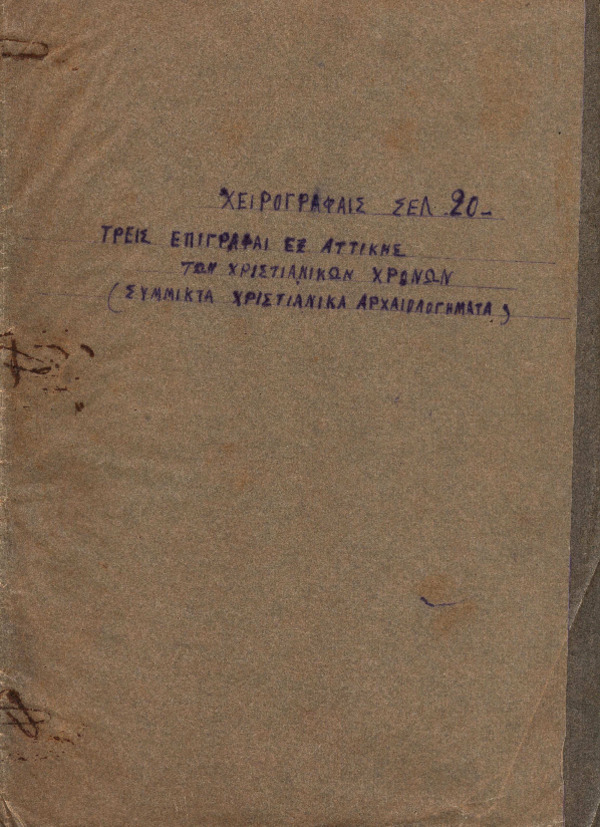 ΧΕΙΡΟΓΡΑΦΑΙΣ ΣΕΛ. 20-
ΤΡΕΙΣ ΕΠΙΓΡΑΦΑΙ ΕΞ ΑΤΤΙΚΗΣ
ΤΩΝ ΧΡΙΣΤΙΑΝΙΚΩΝ ΧΡΟΝΩΝ
(ΣΥΜΜΙΚΤΑ ΧΡΙΣΤΙΑΝΙΚΑ ΑΡΧΑΙΟΛΟΓΗΜΑΤΑ)